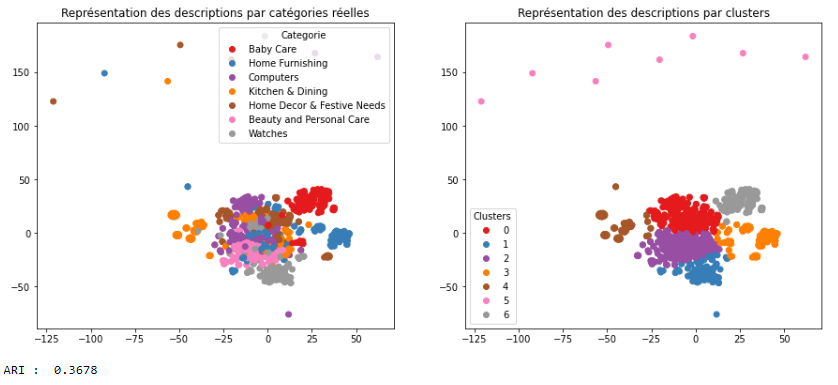 Représentation des descriptions par catégories réelles
Représentation des descriptions par clusters
Categorie
Baby Care
Home Furnishing
Computers
Kitchen & Dining
Home Decor & Festive Needs
Beauty and Personal Care
Watches
150
100
50
0
−50
−125
−100
−75
−50
−25
0
25
50
150
100
50
0
−50
Clusters
0
1
2
3
4
5
6
−125
−100
−75
−50
−25
0
25
50
ARI :  0.3678